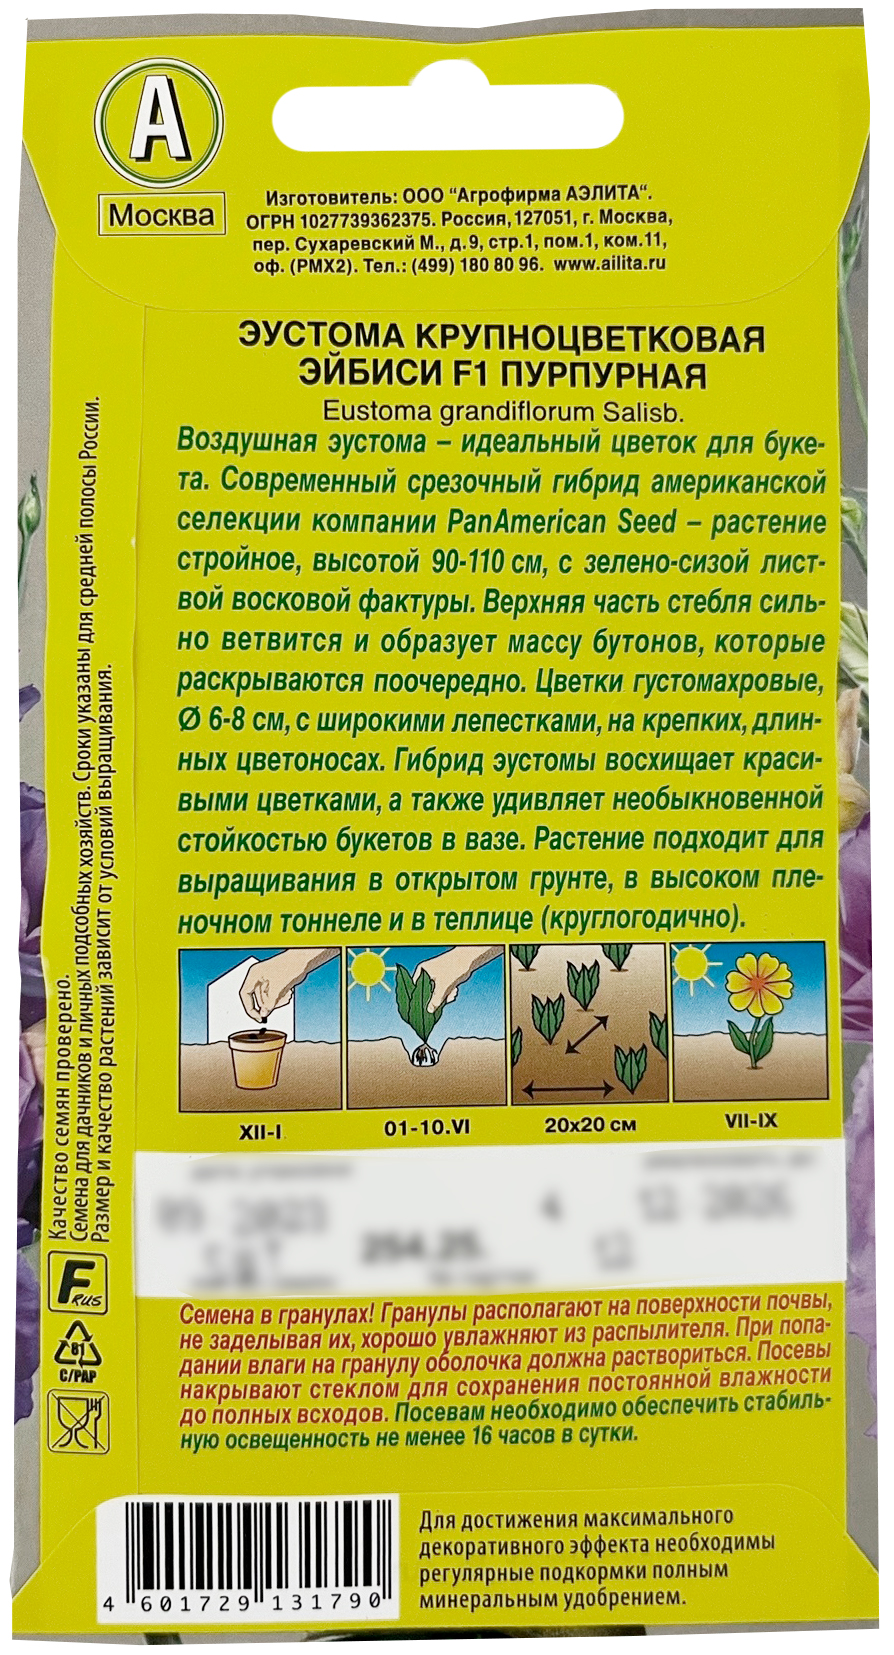 А
Москва
Изготовитель: ООО “Агрофирма АЭЛИТА“.
ОГРН 1027739362375. Россия,127051, г. Москва,
пер. Сухаревский М., д.9, стр.1, пом.1, ком.11,
оф. (РМХ2). Тел.: (499) 180 80 96. www.ailita.ru
ЭУСТОМА КРУПНОЦВЕТКОВАЯ
ЭЙБИСИ F1 ПУРПУРНАЯ
Eustoma grandiflorum Salisb.
Воздушная эустома – идеальный цветок для буке-
та. Современный срезочный гибрид американской
селекции компании PanAmerican Seed – растение
стройное, высотой 90-110 см, с зелено-сизой лист-
вой восковой фактуры. Верхняя часть стебля силь-
но ветвится и образует массу бутонов, которые
раскрываются поочередно. Цветки густомахровые,
Ø 6-8 см, с широкими лепестками, на крепких, длин-
ных цветоносах. Гибрид эустомы восхищает краси-
выми цветками, а также удивляет необыкновенной
стойкостью букетов в вазе. Растение подходит для
выращивания в открытом грунте, в высоком пле-
ночном тоннеле и в теплице (круглогодично).
XII-I
01-10.VI
20x20 см
VII-IX
Качество семян проверено.
Семена для дачников и личных подсобных хозяйств. Сроки указаны для средней полосы России.
Размер и качество растений зависит от условий выращивания.
F RUS
81
C/PAP
Семена в гранулах! Гранулы располагают на поверхности почвы,
не заделывая их, хорошо увлажняют из распылителя. При попа-
дании влаги на гранулу оболочка должна раствориться. Посевы
накрывают стеклом для сохранения постоянной влажности
до полных всходов. Посевам необходимо обеспечить стабиль-
ную освещенность не менее 16 часов в сутки.
4 601729 131790
Для достижения максимального
декоративного эффекта необходимы
регулярные подкормки полным
минеральным удобрением.